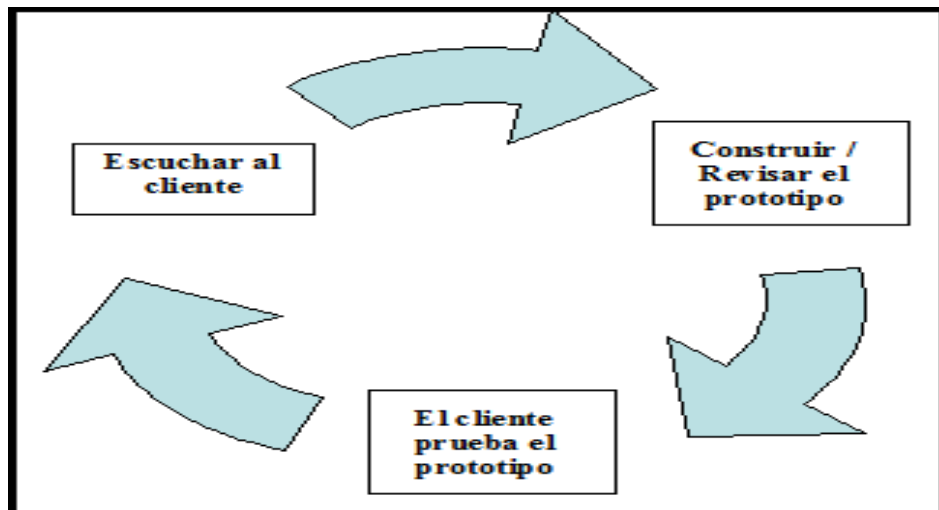 Escuchar al
cliente
Construir /
Revisar el
prototipo
El cliente
prueba el
prototipo